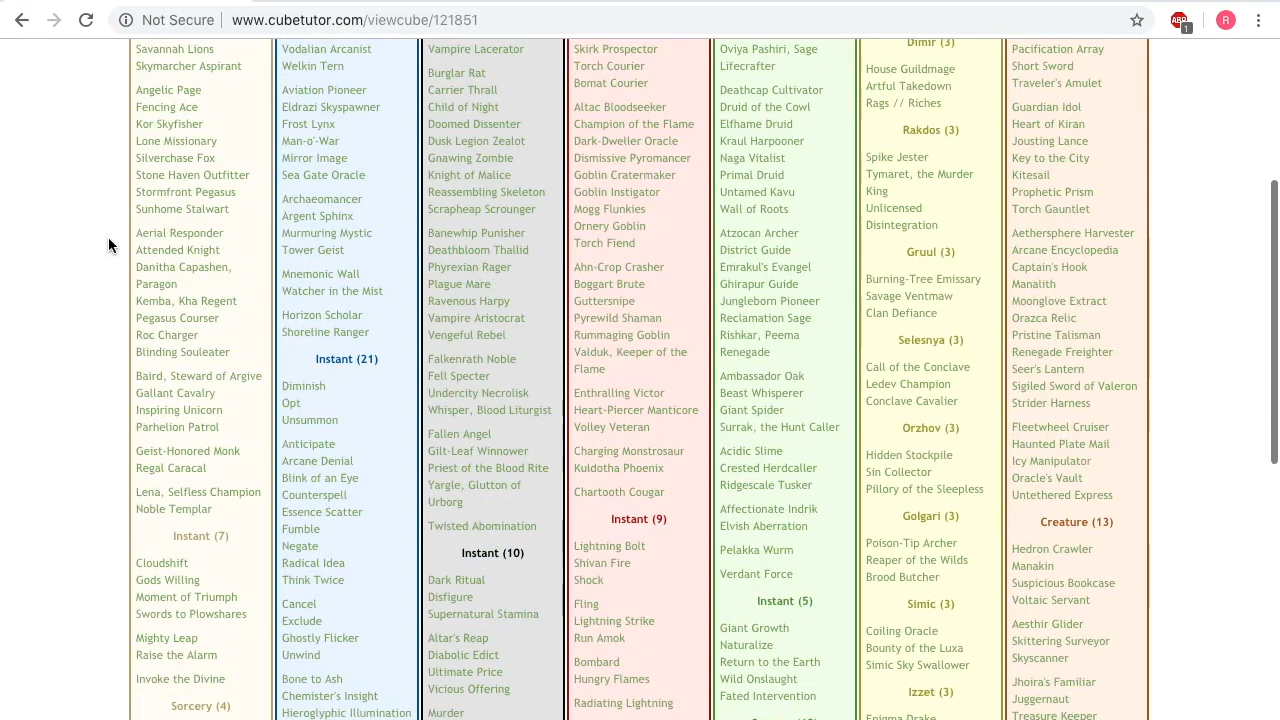 Not Secure | www.cubetutor.com/viewcube/121851
ABP
1
R
Savannah Lions
Skymarcher Aspirant
Angelic Page
Fencing Ace
Kor Skyfisher
Lone Missionary
Silverchase Fox
Stone Haven Outfitter
Stormfront Pegasus
Sunhome Stalwart
Aerial Responder
Attended Knight
Danitha Capashen,
Paragon
Kemba, Kha Regent
Pegasus Courser
Roc Charger
Blinding Souleater
Baird, Steward of Argive
Gallant Cavalry
Inspiring Unicorn
Parhelion Patrol
Geist-Honored Monk
Regal Caracal
Lena, Selfless Champion
Noble Templar
Instant (7)
Cloudshift
Gods Willing
Moment of Triumph
Swords to Plowshares
Mighty Leap
Raise the Alarm
Invoke the Divine
Sorcery (4)
Vodalian Arcanist
Welkin Tern
Aviation Pioneer
Eldrazi Skyspawner
Frost Lynx
Man-o'-War
Mirror Image
Sea Gate Oracle
Archaeomancer
Argent Sphinx
Murmuring Mystic
Tower Geist
Mnemonic Wall
Watcher in the Mist
Horizon Scholar
Shoreline Ranger
Instant (21)
Diminish
Opt
Unsummon
Anticipate
Arcane Denial
Blink of an Eye
Counterspell
Essence Scatter
Fumble
Negate
Radical Idea
Think Twice
Cancel
Exclude
Ghostly Flicker
Unwind
Bone to Ash
Chemister's Insight
Hieroglyphic Illumination
Vampire Lacerator
Burglar Rat
Carrier Thrall
Child of Night
Doomed Dissenter
Dusk Legion Zealot
Gnawing Zombie
Knight of Malice
Reassembling Skeleton
Scrapheap Scrounger
Banewhip Punisher
Deathbloom Thallid
Phyrexian Rager
Plague Mare
Ravenous Harpy
Vampire Aristocrat
Vengeful Rebel
Falkenrath Noble
Fell Specter
Undercity Necrolisk
Whisper, Blood Liturgist
Fallen Angel
Gilt-Leaf Winnower
Priest of the Blood Rite
Yargle, Glutton of
Urborg
Twisted Abomination
Instant (10)
Dark Ritual
Disfigure
Supernatural Stamina
Altar's Reap
Diabolic Edict
Ultimate Price
Vicious Offering
Murder
Skirk Prospector
Torch Courier
Bomat Courier
Altac Bloodseeker
Champion of the Flame
Dark-Dweller Oracle
Dismissive Pyromancer
Goblin Cratermaker
Goblin Instigator
Mogg Flunkies
Ornery Goblin
Torch Fiend
Ahn-Crop Crasher
Boggart Brute
Guttersnipe
Pyrewild Shaman
Rummaging Goblin
Valduk, Keeper of the
Flame
Enthralling Victor
Heart-Piercer Manticore
Volley Veteran
Charging Monstrosaur
Kuldotha Phoenix
Chartooth Cougar
Instant (9)
Lightning Bolt
Shivan Fire
Shock
Fling
Lightning Strike
Run Amok
Bombard
Hungry Flames
Radiating Lightning
Oviya Pashiri, Sage
Lifecrafter
Deathcap Cultivator
Druid of the Cowl
Elfhame Druid
Kraul Harpooner
Naga Vitalist
Primal Druid
Untamed Kavu
Wall of Roots
Atzocan Archer
District Guide
Emrakul's Evangel
Ghirapur Guide
Jungleborn Pioneer
Reclamation Sage
Rishkar, Peema
Renegade
Ambassador Oak
Beast Whisperer
Giant Spider
Surrak, the Hunt Caller
Acidic Slime
Crested Herdcaller
Ridgescale Tusker
Affectionate Indrik
Elvish Aberration
Pelakka Wurm
Verdant Force
Instant (5)
Giant Growth
Naturalize
Return to the Earth
Wild Onslaught
Fated Intervention
Dimir (3)
House Guildmage
Artful Takedown
Rags // Riches
Rakdos (3)
Spike Jester
Tymaret, the Murder
King
Unlicensed
Disintegration
Gruul (3)
Burning-Tree Emissary
Savage Ventmaw
Clan Defiance
Selesnya (3)
Call of the Conclave
Ledev Champion
Conclave Cavalier
Orzhov (3)
Hidden Stockpile
Sin Collector
Pillory of the Sleepless
Golgari (3)
Poison-Tip Archer
Reaper of the Wilds
Brood Butcher
Simic (3)
Coiling Oracle
Bounty of the Luxa
Simic Sky Swallower
Izzet (3)
Enigma Drake
Pacification Array
Short Sword
Traveler's Amulet
Guardian Idol
Heart of Kiran
Jousting Lance
Key to the City
Kitesail
Prophetic Prism
Torch Gauntlet
Aethersphere Harvester
Arcane Encyclopedia
Captain's Hook
Manalith
Moonglove Extract
Orazca Relic
Pristine Talisman
Renegade Freighter
Seer's Lantern
Sigiled Sword of Valeron
Strider Harness
Fleetwheel Cruiser
Haunted Plate Mail
Icy Manipulator
Oracle's Vault
Untethered Express
Creature (13)
Hedron Crawler
Manakin
Suspicious Bookcase
Voltaic Servant
Aesthir Glider
Skittering Surveyor
Skyscanner
Jhoira's Familiar
Juggernaut
Treasure Keeper